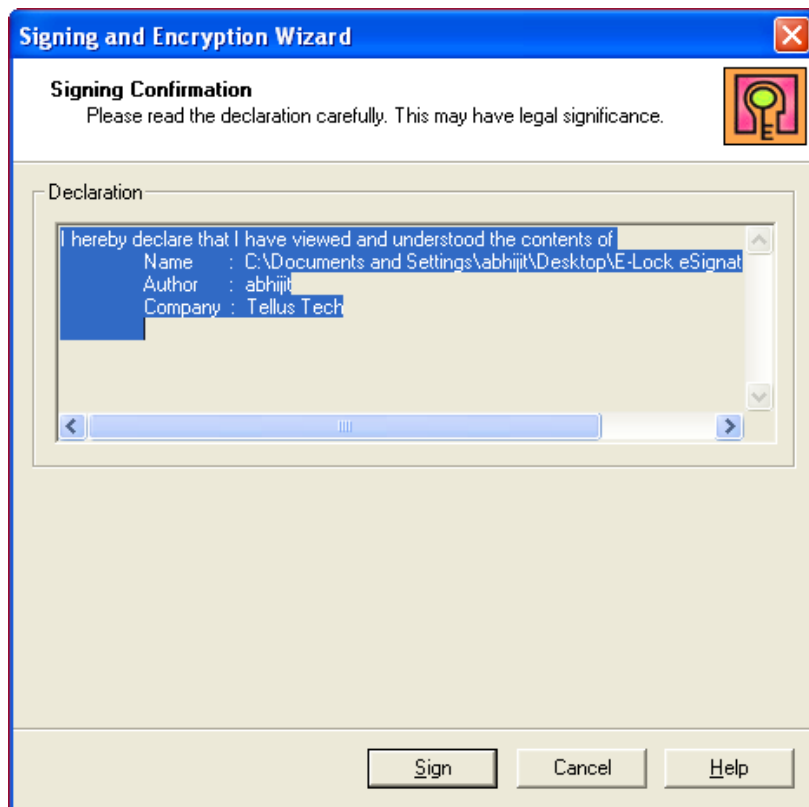 Signing and Encryption Wizard
Signing Confirmation
Please read the declaration carefully. This may have legal significance.
Declaration
I hereby declare that I have viewed and understood the contents of
Name : C:\Documents and Settings\abhijit\Desktop\E-Lock eSignat
Author : abhijit
Company : Tellus Tech
Sign Cancel Help